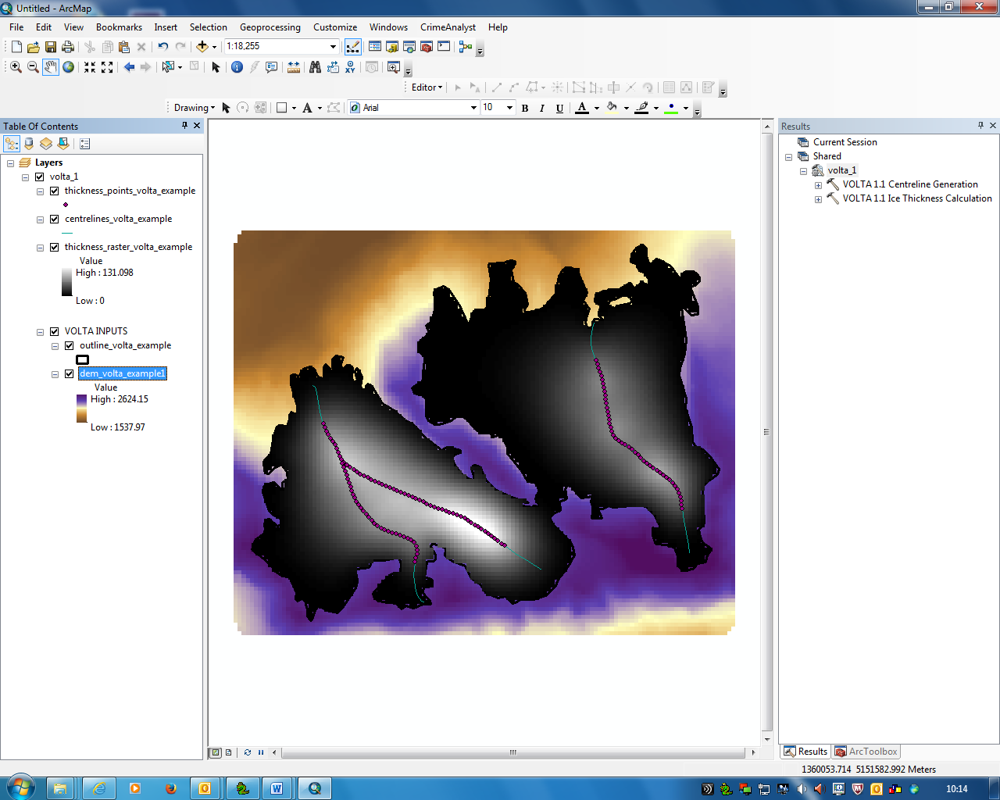 Untitled - ArcMap
File Edit View Bookmarks Insert Selection Geoprocessing Customize Windows CrimeAnalyst Help
1:18,255
Editor
Drawing A Arial 10 B I U A
Table Of Contents
Layers
volta_1
thickness_points_volta_example
centrelines_volta_example
thickness_raster_volta_example
Value
High : 131.098
Low : 0
VOLTA INPUTS
outline_volta_example
dem_volta_example1
Value
High : 2624.15
Low : 1537.97
Results
Current Session
Shared
volta_1
VOLTA 1.1 Centreline Generation
VOLTA 1.1 Ice Thickness Calculation
Results ArcToolbox
1360053.714 5151582.992 Meters
10:14